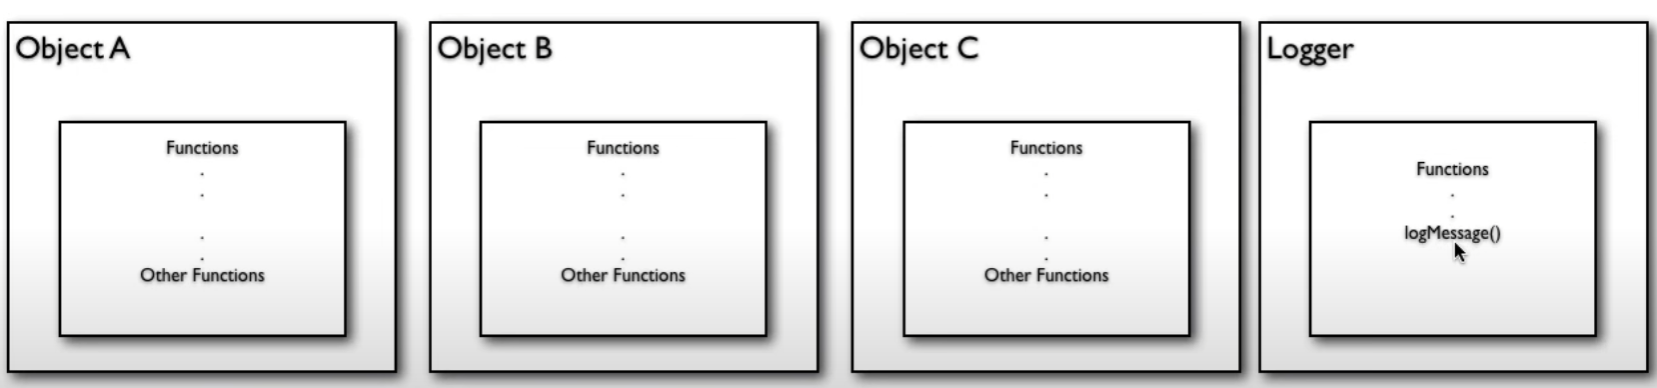 Object A
Functions
.
.
.
.
Other Functions
Object B
Functions
.
.
.
.
Other Functions
Object C
Functions
.
.
.
.
Other Functions
Logger
Functions
.
.
logMessage()